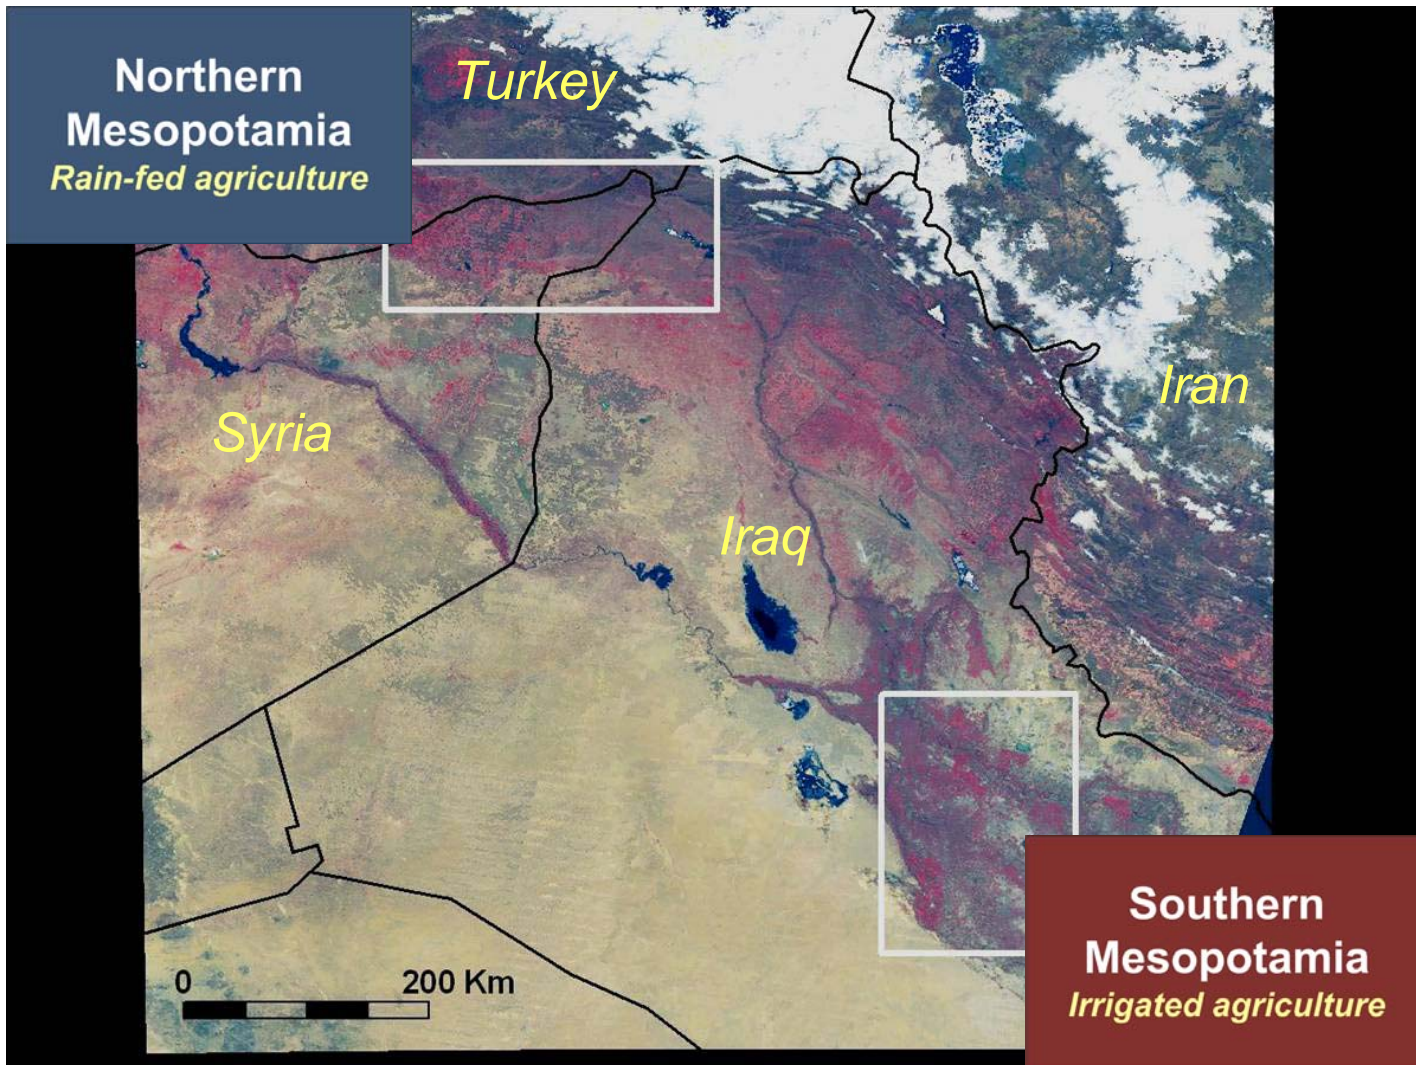 Northern
Mesopotamia
Rain-fed agriculture
Turkey
Iran
Syria
Iraq
0 200 Km
Southern
Mesopotamia
Irrigated agriculture